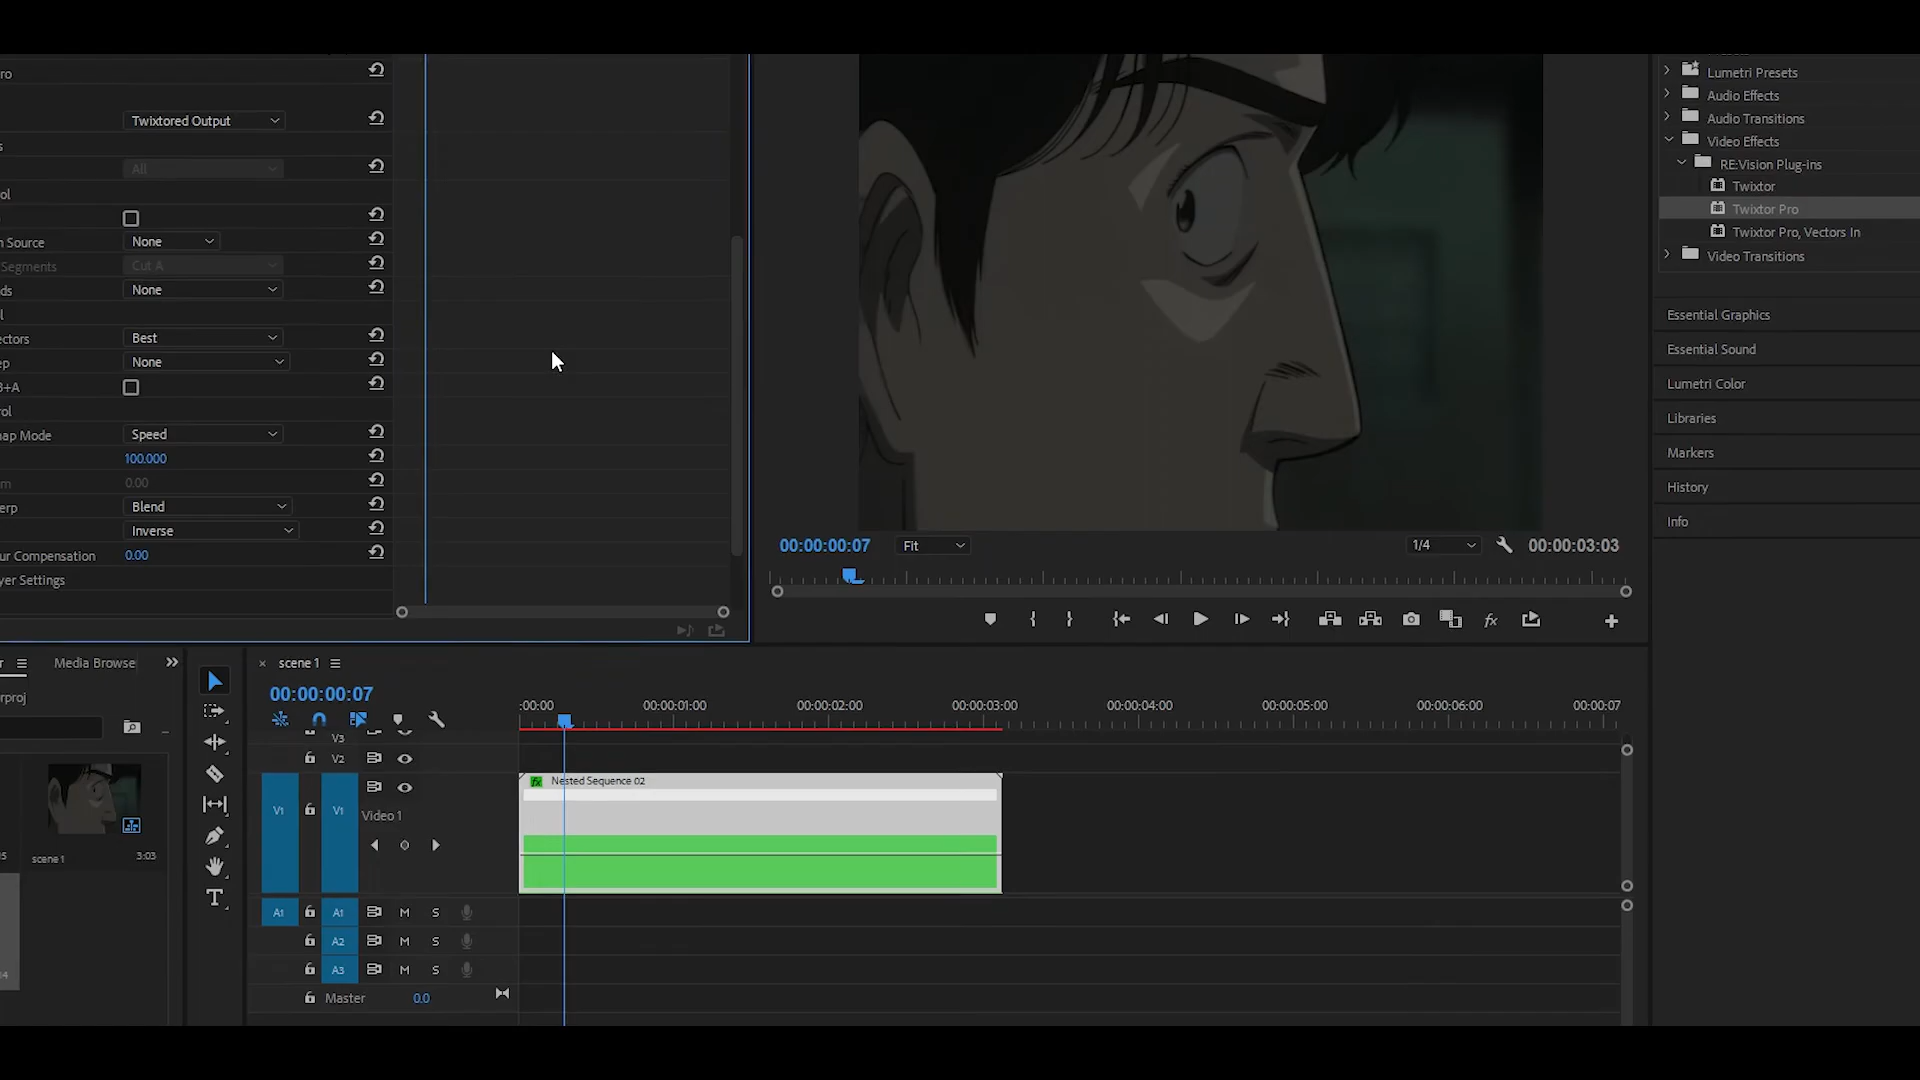 ro
Twixtored Output
s
All
ol
n Source
None
Segments
Cut A
ds
None
l
ectors
Best
ep
None
B+A
rol
nap Mode
Speed
100.000
m
0.00
erp
Blend
Inverse
ur Compensation
0.00
yer Settings
00:00:00:07
Fit
1/4
00:00:03:03
Lumetri Presets
Audio Effects
Audio Transitions
Video Effects
RE:Vision Plug-ins
Twixtor
Twixtor Pro
Twixtor Pro, Vectors In
Video Transitions
Essential Graphics
Essential Sound
Lumetri Color
Libraries
Markers
History
Info
r
Media Browse
rproj
scene 1
3:03
scene 1
00:00:00:07
:00:00
00:00:01:00
00:00:02:00
00:00:03:00
00:00:04:00
00:00:05:00
00:00:06:00
00:00:07
V3
V2
V1
V1
Video 1
Nested Sequence 02
fx
A1
A1
M
S
A2
M
S
A3
M
S
Master
0.0